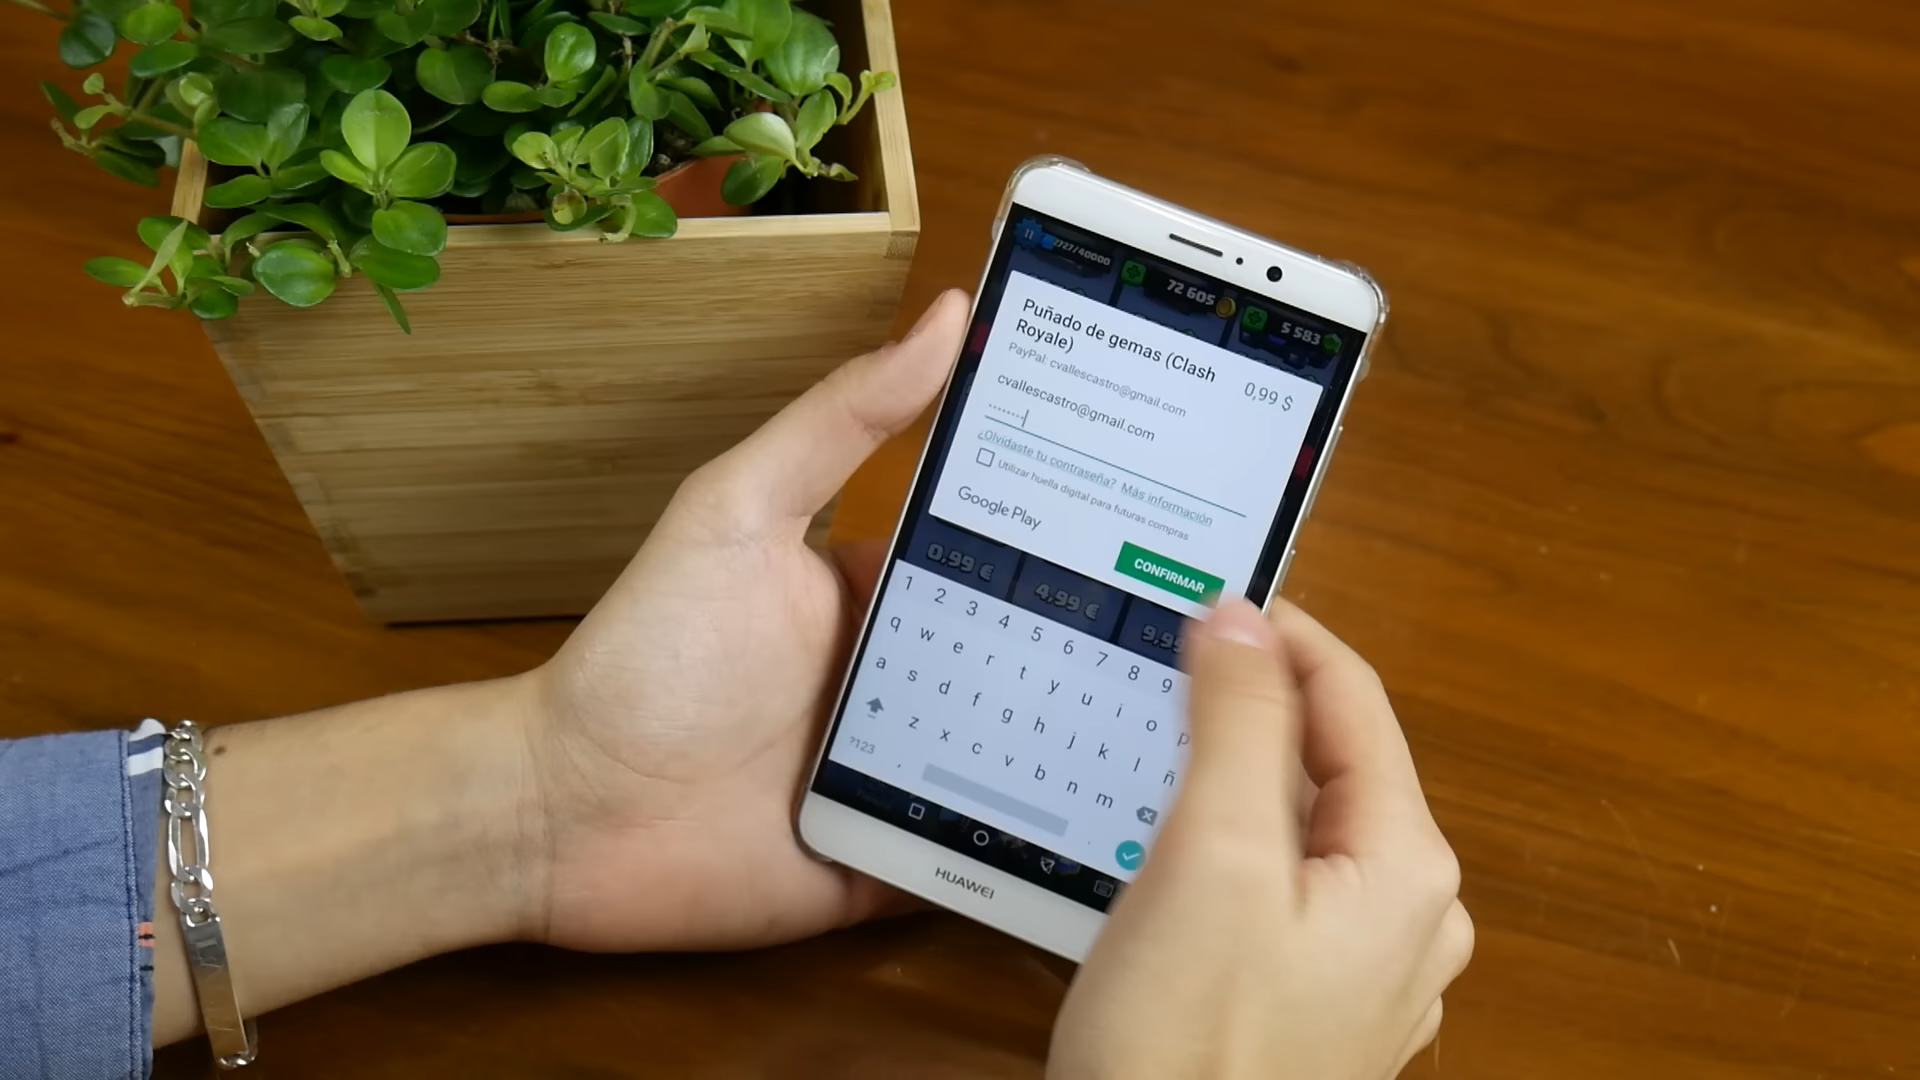 11
2727/40000
72 605
5 583
Puñado de gemas (Clash
Royale)
0,99 $
PayPal: cvallescastro@gmail.com
cvallescastro@gmail.com
········
¿Olvidaste tu contraseña? Más información
Utilizar huella digital para futuras compras
Google Play
CONFIRMAR
0,99 €
4,99 €
1 2 3 4 5 6 7 8 9
q w e r t y u i o p
a s d f g h j k l ñ
z x c v b n m
?123 , .
HUAWEI